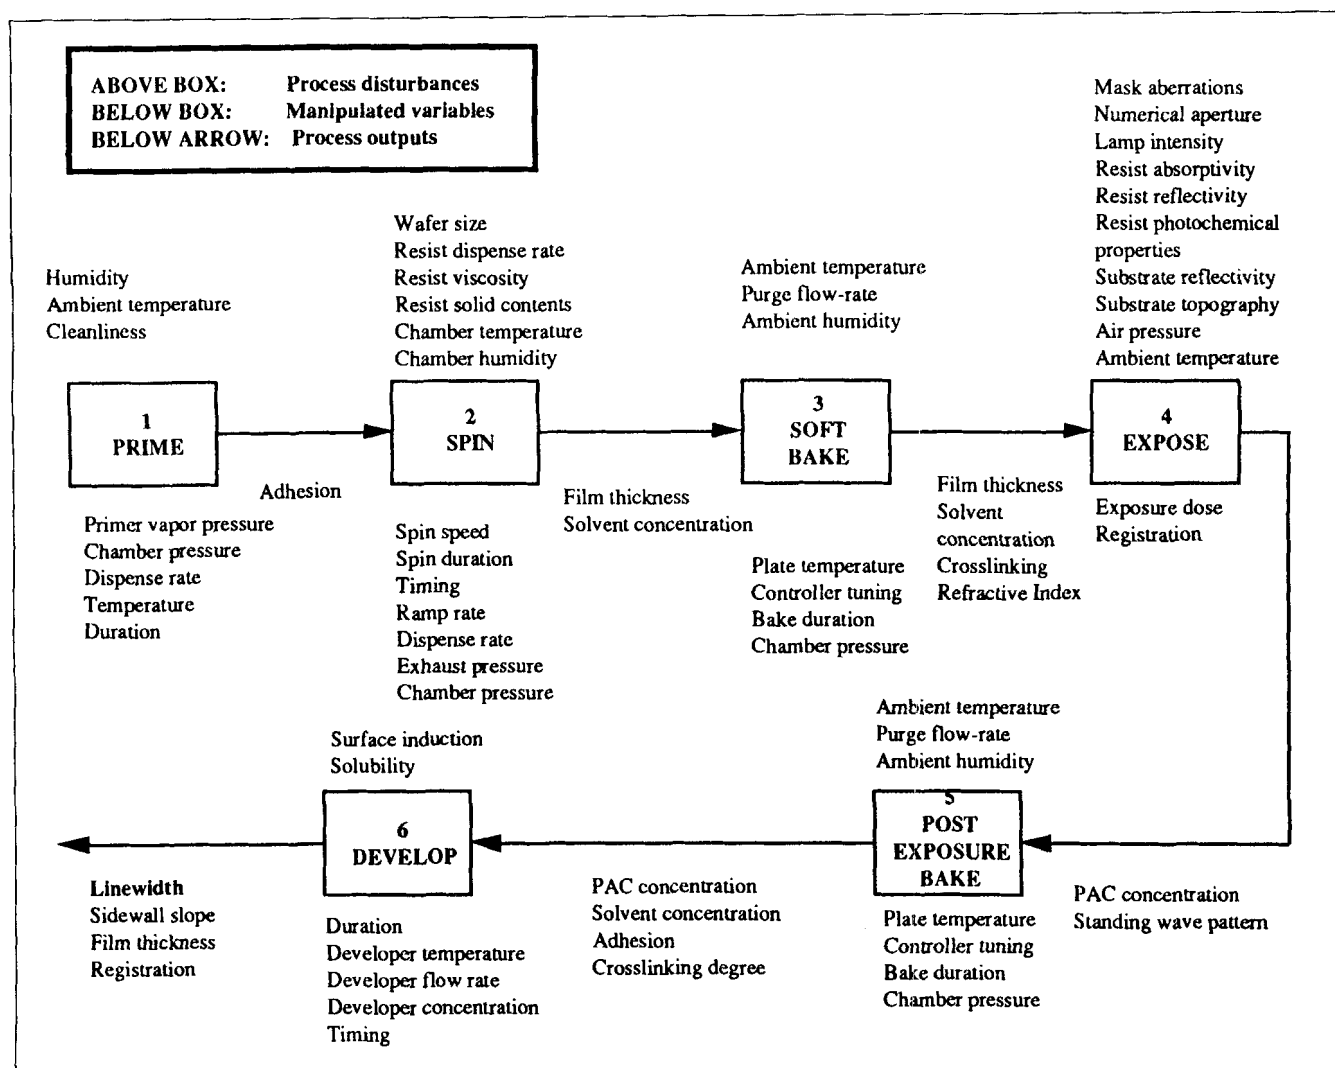 ABOVE BOX: Process disturbances
BELOW BOX: Manipulated variables
BELOW ARROW: Process outputs
Humidity
Ambient temperature
Cleanliness
1
PRIME
Adhesion
Primer vapor pressure
Chamber pressure
Dispense rate
Temperature
Duration
Wafer size
Resist dispense rate
Resist viscosity
Resist solid contents
Chamber temperature
Chamber humidity
2
SPIN
Film thickness
Solvent concentration
Spin speed
Spin duration
Timing
Ramp rate
Dispense rate
Exhaust pressure
Chamber pressure
Ambient temperature
Purge flow-rate
Ambient humidity
3
SOFT
BAKE
Film thickness
Solvent
concentration
Crosslinking
Refractive Index
Plate temperature
Controller tuning
Bake duration
Chamber pressure
Mask aberrations
Numerical aperture
Lamp intensity
Resist absorptivity
Resist reflectivity
Resist photochemical
properties
Substrate reflectivity
Substrate topography
Air pressure
Ambient temperature
4
EXPOSE
Exposure dose
Registration
PAC concentration
Standing wave pattern
Ambient temperature
Purge flow-rate
Ambient humidity
5
POST
EXPOSURE
BAKE
Plate temperature
Controller tuning
Bake duration
Chamber pressure
PAC concentration
Solvent concentration
Adhesion
Crosslinking degree
Surface induction
Solubility
6
DEVELOP
Duration
Developer temperature
Developer flow rate
Developer concentration
Timing
Linewidth
Sidewall slope
Film thickness
Registration